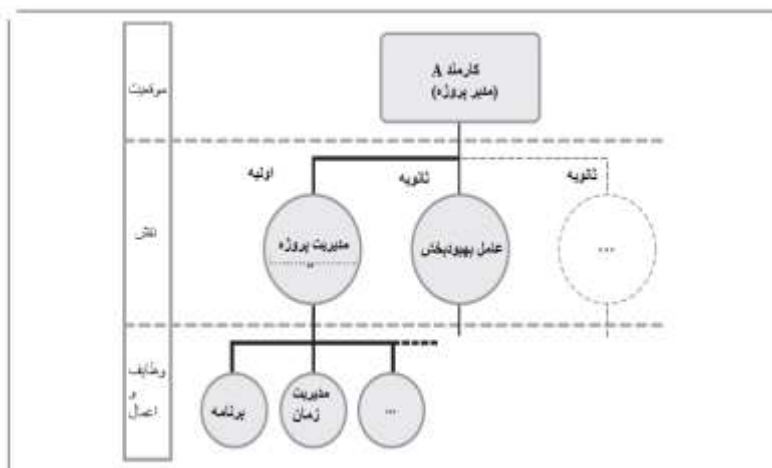 موقعیت
کارمند A
(مدیر پروژه)
اولیه
ثانویه
ثانویه
نقش
مدیریت پروژه
..
عامل بهبودبخش
...
وظایف
و
اعمال
برنامه
مدیریت
زمان
...